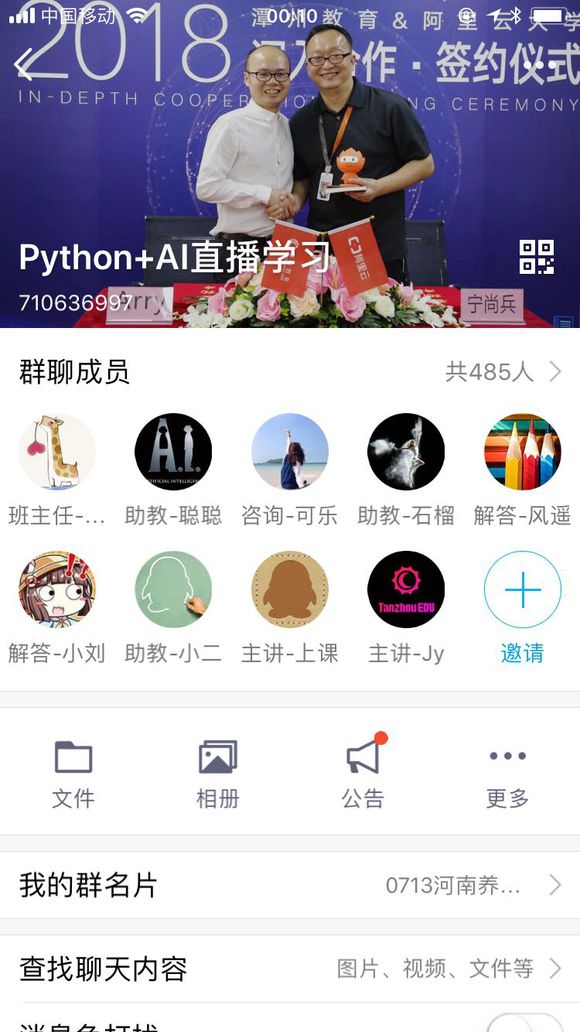 中国移动
00:10
2018
潭州教育&阿里云大学
深入合作·签约仪式
IN-DEPTH COOPERATION
NG CEREMONY
Python+AI直播学习
阿里云
710636997
Arry
宁尚兵
群聊成员
共485人
A.I.
ARTIFICIAL INTELLIGEN
班主任-... 助教-聪聪 咨询-可乐 助教-石榴 解答-风遥
!!
Tanzhou EDU
解答-小刘 助教-小二 主讲-上课 主讲-Jy 邀请
文件 相册 公告 更多
我的群名片
0713河南养...
查找聊天内容
图片、视频、文件等
消息免打扰